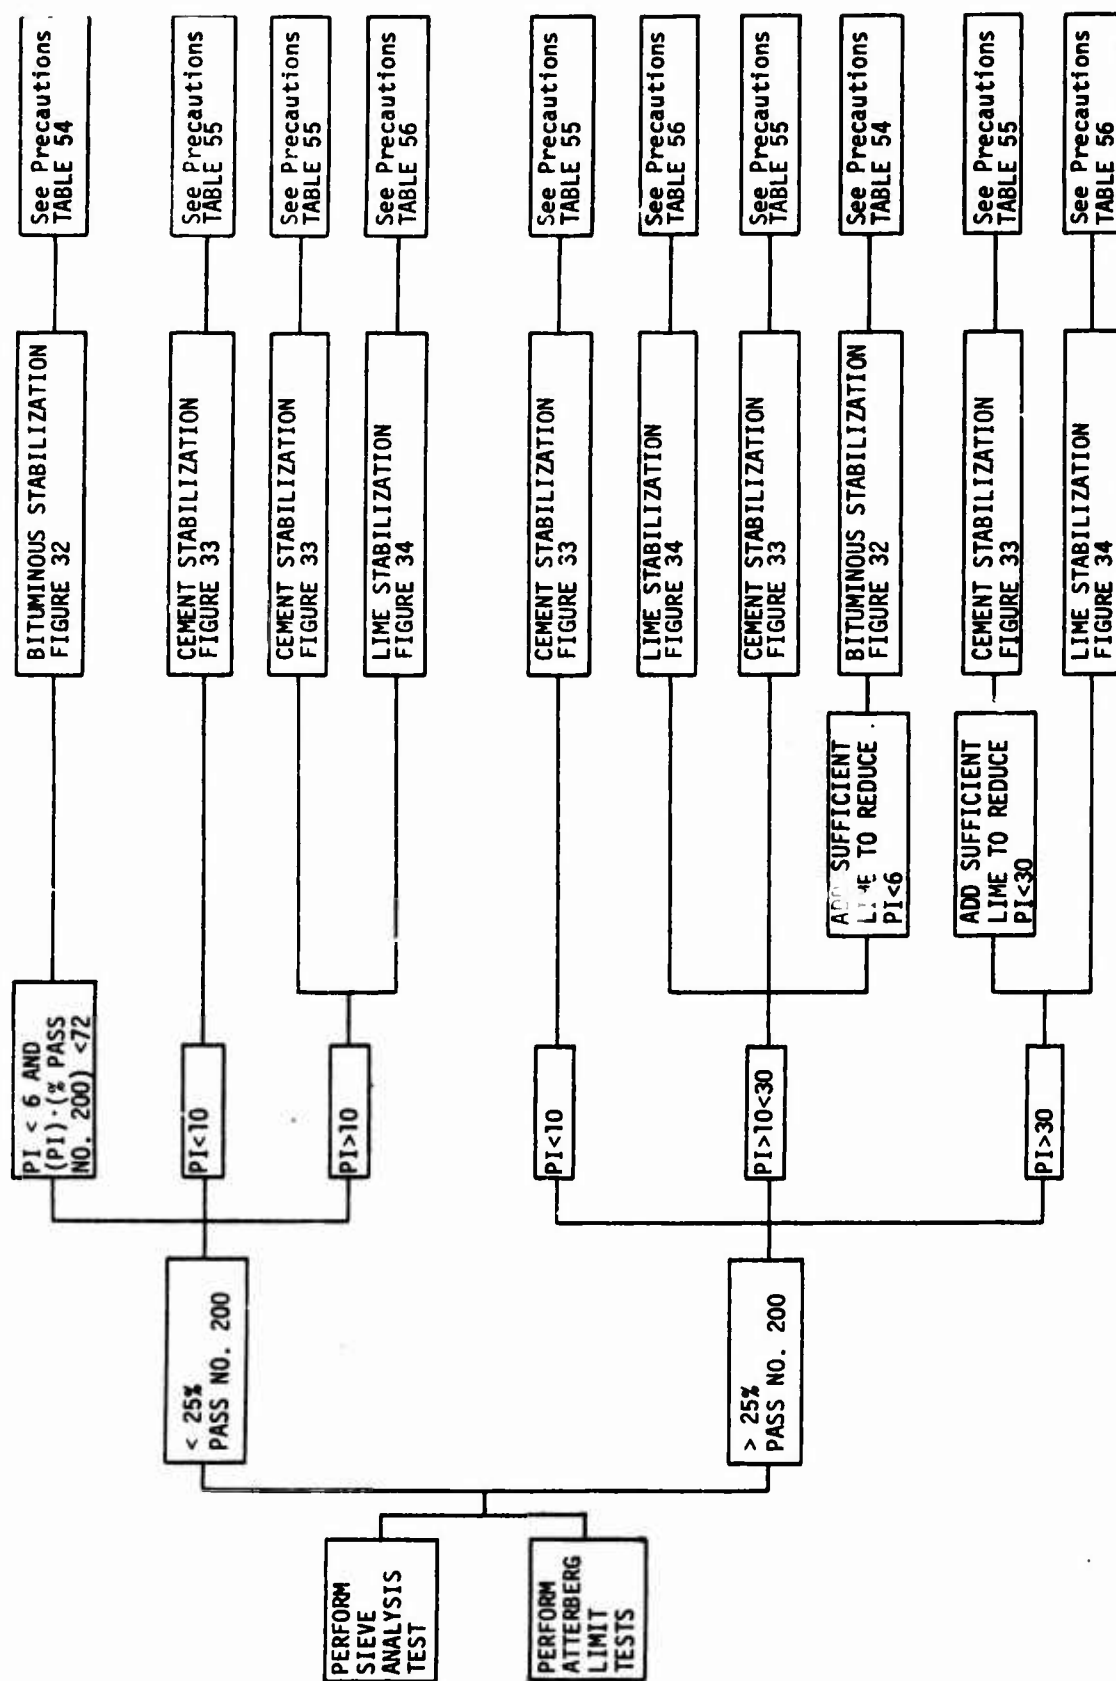 PERFORM
SIEVE
ANALYSIS
TEST
PERFORM
ATTERBERG
LIMIT
TESTS
< 25%
PASS NO. 200
> 25%
PASS NO. 200
PI < 6 AND
(PI)·(% PASS
NO. 200) <72
PI<10
PI>10
PI<10
PI>10<30
PI>30
ADD SUFFICIENT
LIME TO REDUCE
PI<6
ADD SUFFICIENT
LIME TO REDUCE
PI<30
BITUMINOUS STABILIZATION
FIGURE 32
CEMENT STABILIZATION
FIGURE 33
CEMENT STABILIZATION
FIGURE 33
LIME STABILIZATION
FIGURE 34
CEMENT STABILIZATION
FIGURE 33
LIME STABILIZATION
FIGURE 34
CEMENT STABILIZATION
FIGURE 33
BITUMINOUS STABILIZATION
FIGURE 32
CEMENT STABILIZATION
FIGURE 33
LIME STABILIZATION
FIGURE 34
See Precautions
TABLE 54
See Precautions
TABLE 55
See Precautions
TABLE 55
See Precautions
TABLE 56
See Precautions
TABLE 55
See Precautions
TABLE 56
See Precautions
TABLE 55
See Precautions
TABLE 54
See Precautions
TABLE 55
See Precautions
TABLE 56